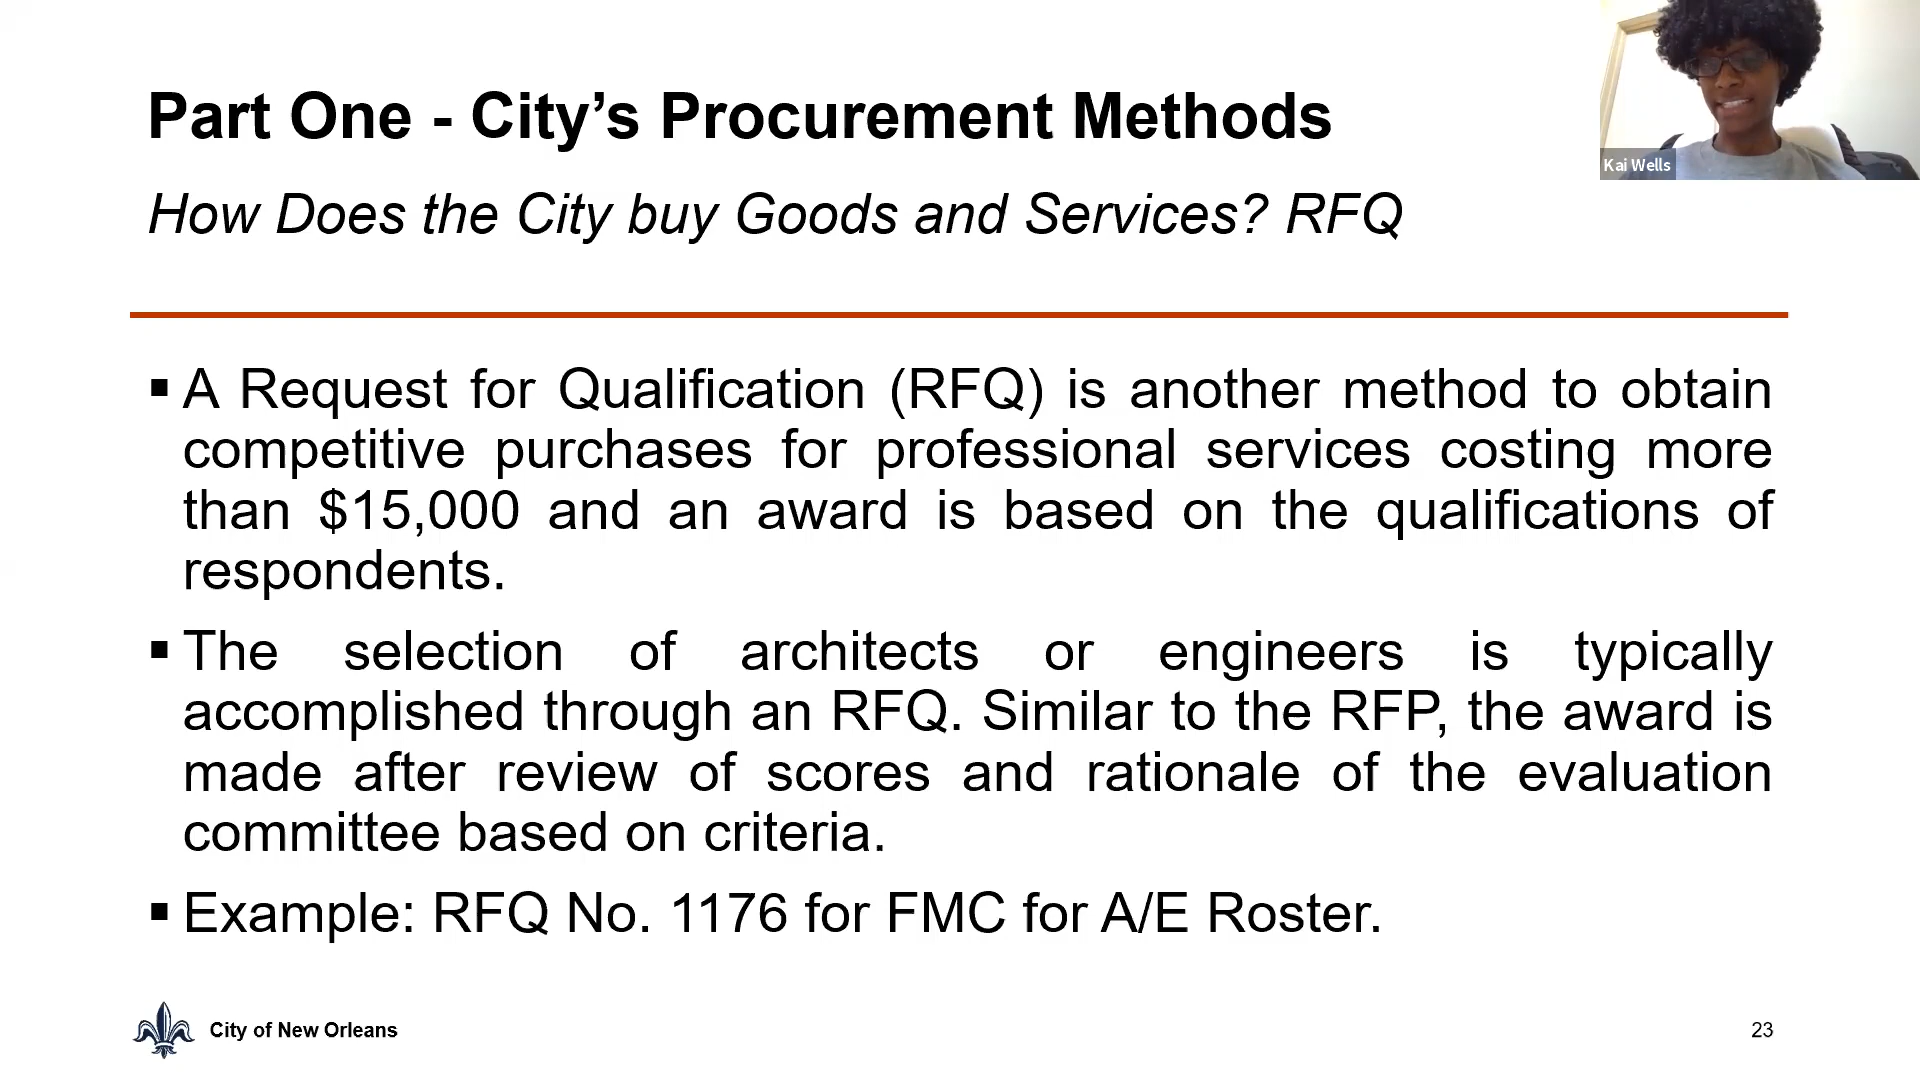 Part One - City’s Procurement Methods
Kai Wells
How Does the City buy Goods and Services? RFQ
▪ A Request for Qualification (RFQ) is another method to obtain
competitive purchases for professional services costing more
than $15,000 and an award is based on the qualifications of
respondents.
▪ The selection of architects or engineers is typically
accomplished through an RFQ. Similar to the RFP, the award is
made after review of scores and rationale of the evaluation
committee based on criteria.
▪ Example: RFQ No. 1176 for FMC for A/E Roster.
City of New Orleans
23